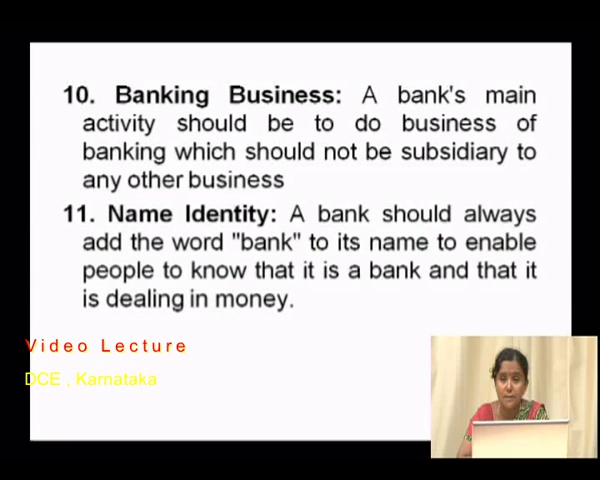 10. Banking Business: A bank's main
activity should be to do business of
banking which should not be subsidiary to
any other business
11. Name Identity: A bank should always
add the word "bank" to its name to enable
people to know that it is a bank and that it
is dealing in money.
Video Lecture
DCE , Karnataka